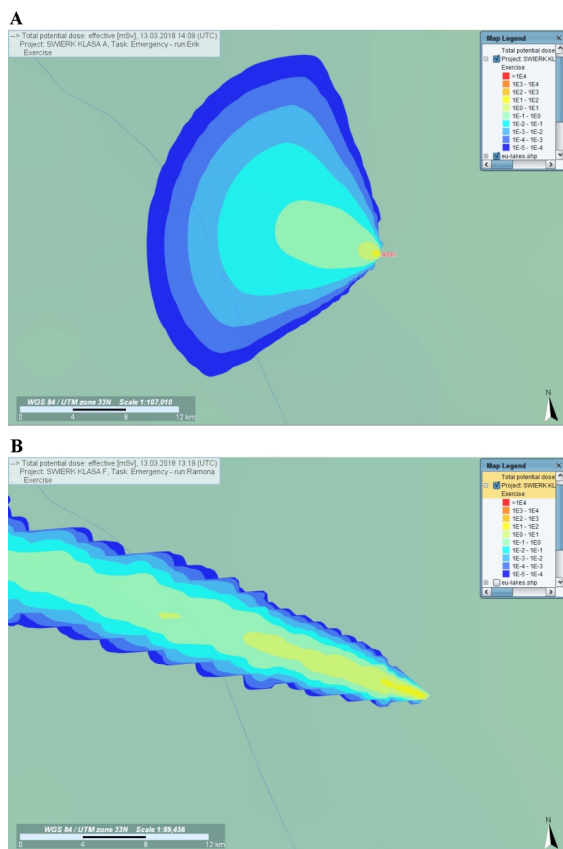 A
--> Total potential dose: effective [mSv], 13.03.2018 14:09 (UTC)
Project: SWIERK KLASA A, Task: Emergency - run:Erik
Exercise
Map Legend
Total potential dose
Project: SWIERK KL
Exercise
>1E4
1E3 - 1E4
1E2 - 1E3
1E1 - 1E2
1E0 - 1E1
1E-1 - 1E0
1E-2 - 1E-1
1E-3 - 1E-2
1E-4 - 1E-3
1E-5 - 1E-4
eu-lakes.shp
WGS 84 / UTM zone 33N Scale 1:107,010
0 4 8 12 km
N
B
--> Total potential dose: effective [mSv], 13.03.2018 13:19 (UTC)
Project: SWIERK KLASA F, Task: Emergency - run:Ramona
Exercise
Map Legend
Total potential dose
Project: SWIERK KL
Exercise
>1E4
1E3 - 1E4
1E2 - 1E3
1E1 - 1E2
1E0 - 1E1
1E-1 - 1E0
1E-2 - 1E-1
1E-3 - 1E-2
1E-4 - 1E-3
1E-5 - 1E-4
eu-lakes.shp
WGS 84 / UTM zone 33N Scale 1:89,456
0 4 8 12 km
N